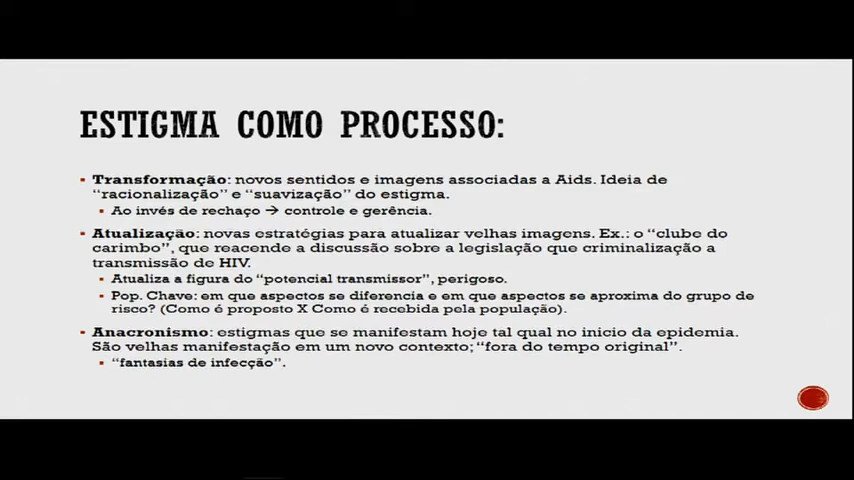 ESTIGMA COMO PROCESSO:
▪ Transformação: novos sentidos e imagens associadas a Aids. Ideia de
“racionalização” e “suavização” do estigma.
▪ Ao invés de rechaço → controle e gerência.
▪ Atualização: novas estratégias para atualizar velhas imagens. Ex.: o “clube do
carimbo”, que reacende a discussão sobre a legislação que criminalização a
transmissão de HIV.
▪ Atualiza a figura do “potencial transmissor”, perigoso.
▪ Pop. Chave: em que aspectos se diferencia e em que aspectos se aproxima do grupo de
risco? (Como é proposto X Como é recebida pela população).
▪ Anacronismo: estigmas que se manifestam hoje tal qual no inicio da epidemia.
São velhas manifestação em um novo contexto; “fora do tempo original”.
▪ “fantasias de infecção”.